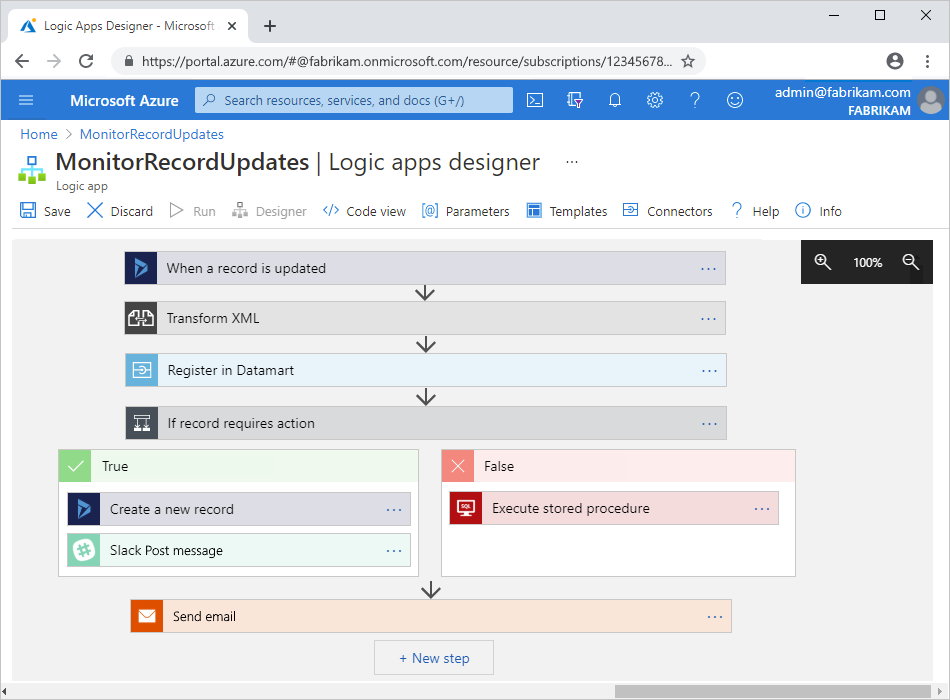 Logic Apps Designer - Microsoft
https://portal.azure.com/#@fabrikam.onmicrosoft.com/resource/subscriptions/12345678...
Microsoft Azure
Search resources, services, and docs (G+/)
admin@fabrikam.com
FABRIKAM
Home > MonitorRecordUpdates
MonitorRecordUpdates | Logic apps designer ...
Logic app
Save Discard Run Designer Code view Parameters Templates Connectors Help Info
When a record is updated
100%
Transform XML
Register in Datamart
If record requires action
True
False
Create a new record
Slack Post message
SQL
Execute stored procedure
Send email
+ New step